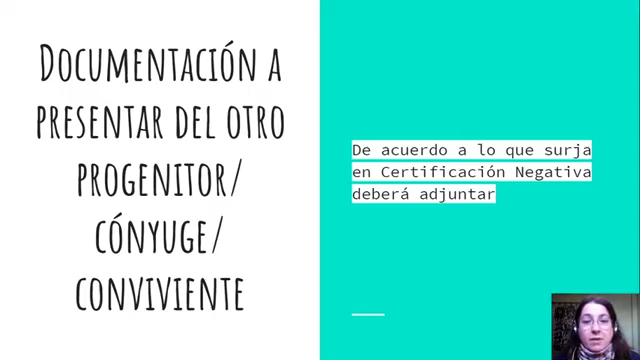 Documentación a
presentar del otro
progenitor/
cónyuge/
conviviente
De acuerdo a lo que surja
en Certificación Negativa
deberá adjuntar